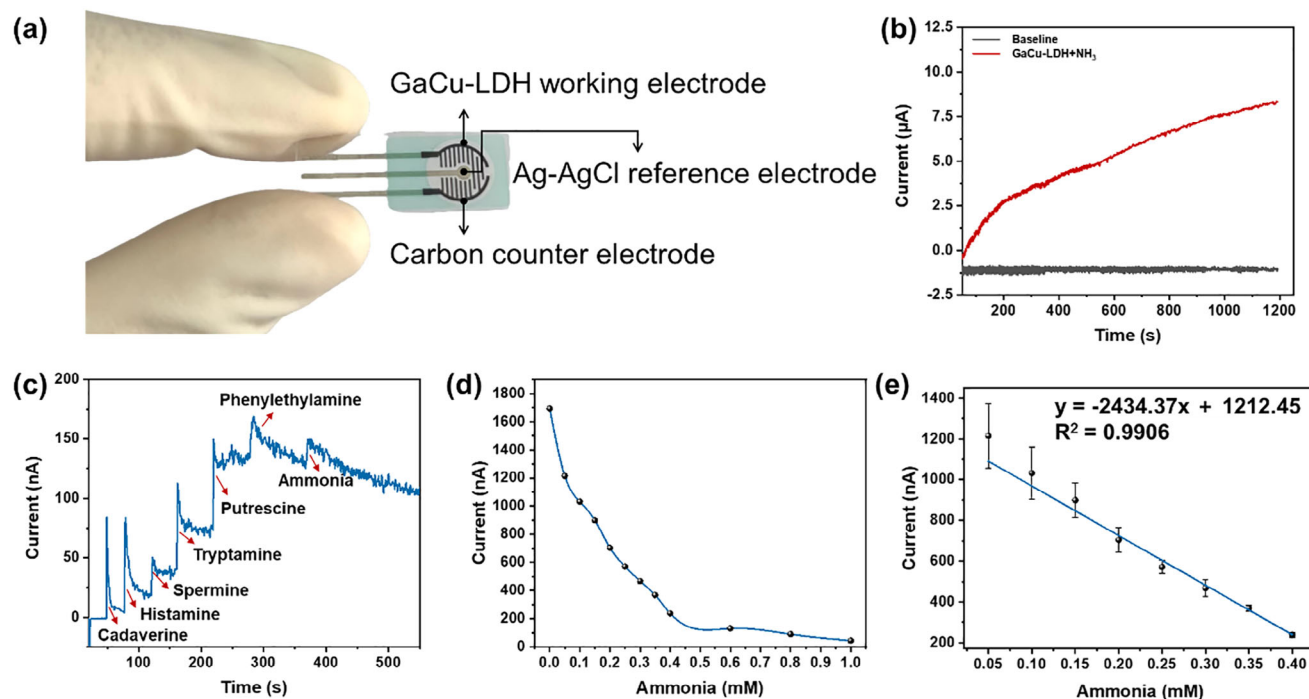 (a)
GaCu-LDH working electrode
Ag-AgCl reference electrode
Carbon counter electrode
(b)
Baseline
GaCu-LDH+NH₃
12.5
10.0
7.5
5.0
2.5
0.0
-2.5
Current (µA)
200 400 600 800 1000 1200
Time (s)
(c)
200
150
100
50
0
Current (nA)
Phenylethylamine
Ammonia
Putrescine
Tryptamine
Spermine
Histamine
Cadaverine
100 200 300 400 500
Time (s)
(d)
1800
1600
1400
1200
1000
800
600
400
200
0
Current (nA)
0.0 0.1 0.2 0.3 0.4 0.5 0.6 0.7 0.8 0.9 1.0
Ammonia (mM)
(e)
y = -2434.37x + 1212.45
R² = 0.9906
1400
1200
1000
800
600
400
200
Current (nA)
0.05 0.10 0.15 0.20 0.25 0.30 0.35 0.40
Ammonia (mM)